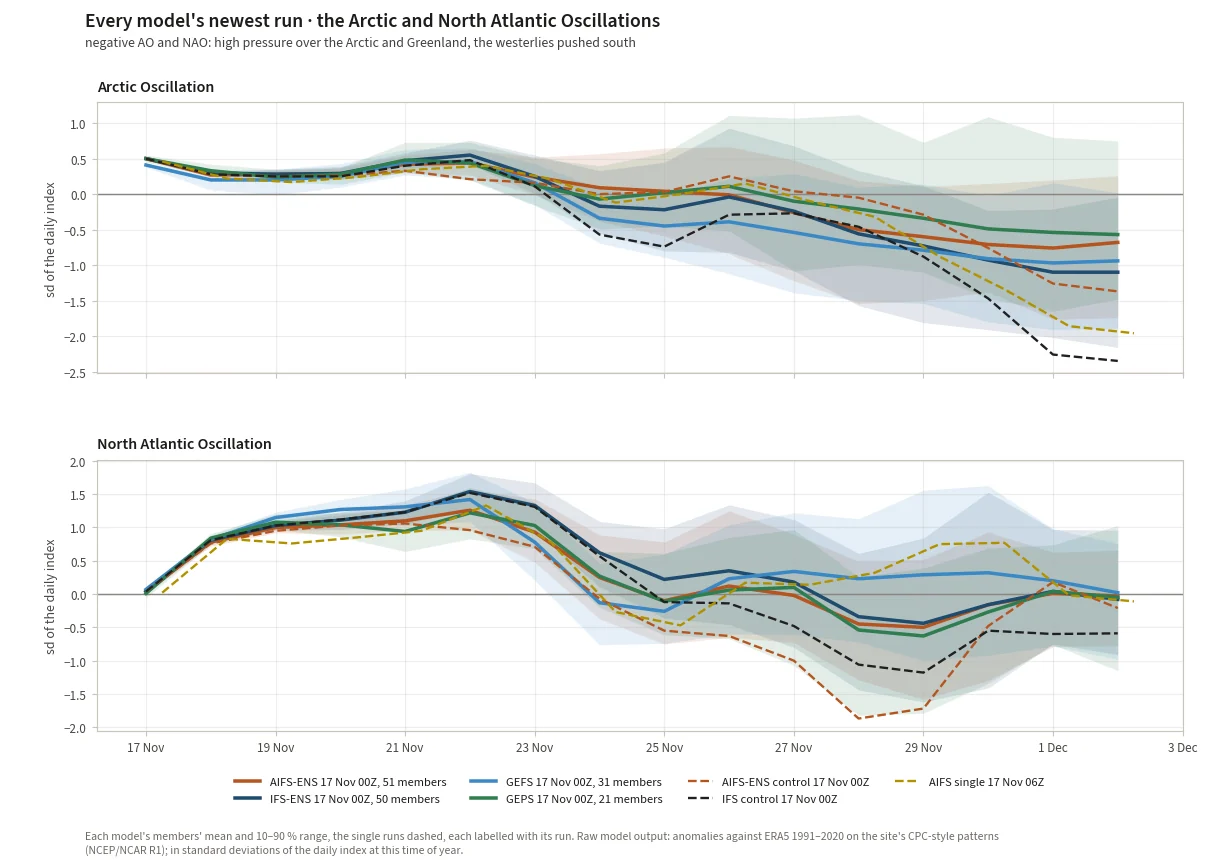 Every model's newest run · the Arctic and North Atlantic Oscillations
negative AO and NAO: high pressure over the Arctic and Greenland, the westerlies pushed south
Arctic Oscillation
1.0
0.5
0.0
−0.5
−1.0
−1.5
−2.0
−2.5
sd of the daily index
North Atlantic Oscillation
2.0
1.5
1.0
0.5
0.0
−0.5
−1.0
−1.5
−2.0
sd of the daily index
17 Nov 19 Nov 21 Nov 23 Nov 25 Nov 27 Nov 29 Nov 1 Dec 3 Dec
AIFS-ENS 17 Nov 00Z, 51 members GEFS 17 Nov 00Z, 31 members AIFS-ENS control 17 Nov 00Z AIFS single 17 Nov 06Z
IFS-ENS 17 Nov 00Z, 50 members GEPS 17 Nov 00Z, 21 members IFS control 17 Nov 00Z
Each model's members' mean and 10–90 % range, the single runs dashed, each labelled with its run. Raw model output: anomalies against ERA5 1991–2020 on the site's CPC-style patterns
(NCEP/NCAR R1); in standard deviations of the daily index at this time of year.